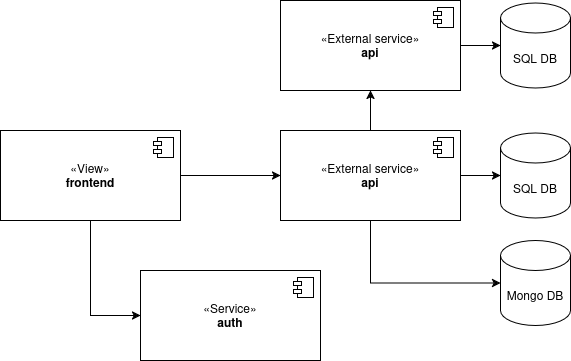 «External service»
api
SQL DB
«View»
frontend
«External service»
api
SQL DB
Mongo DB
«Service»
auth